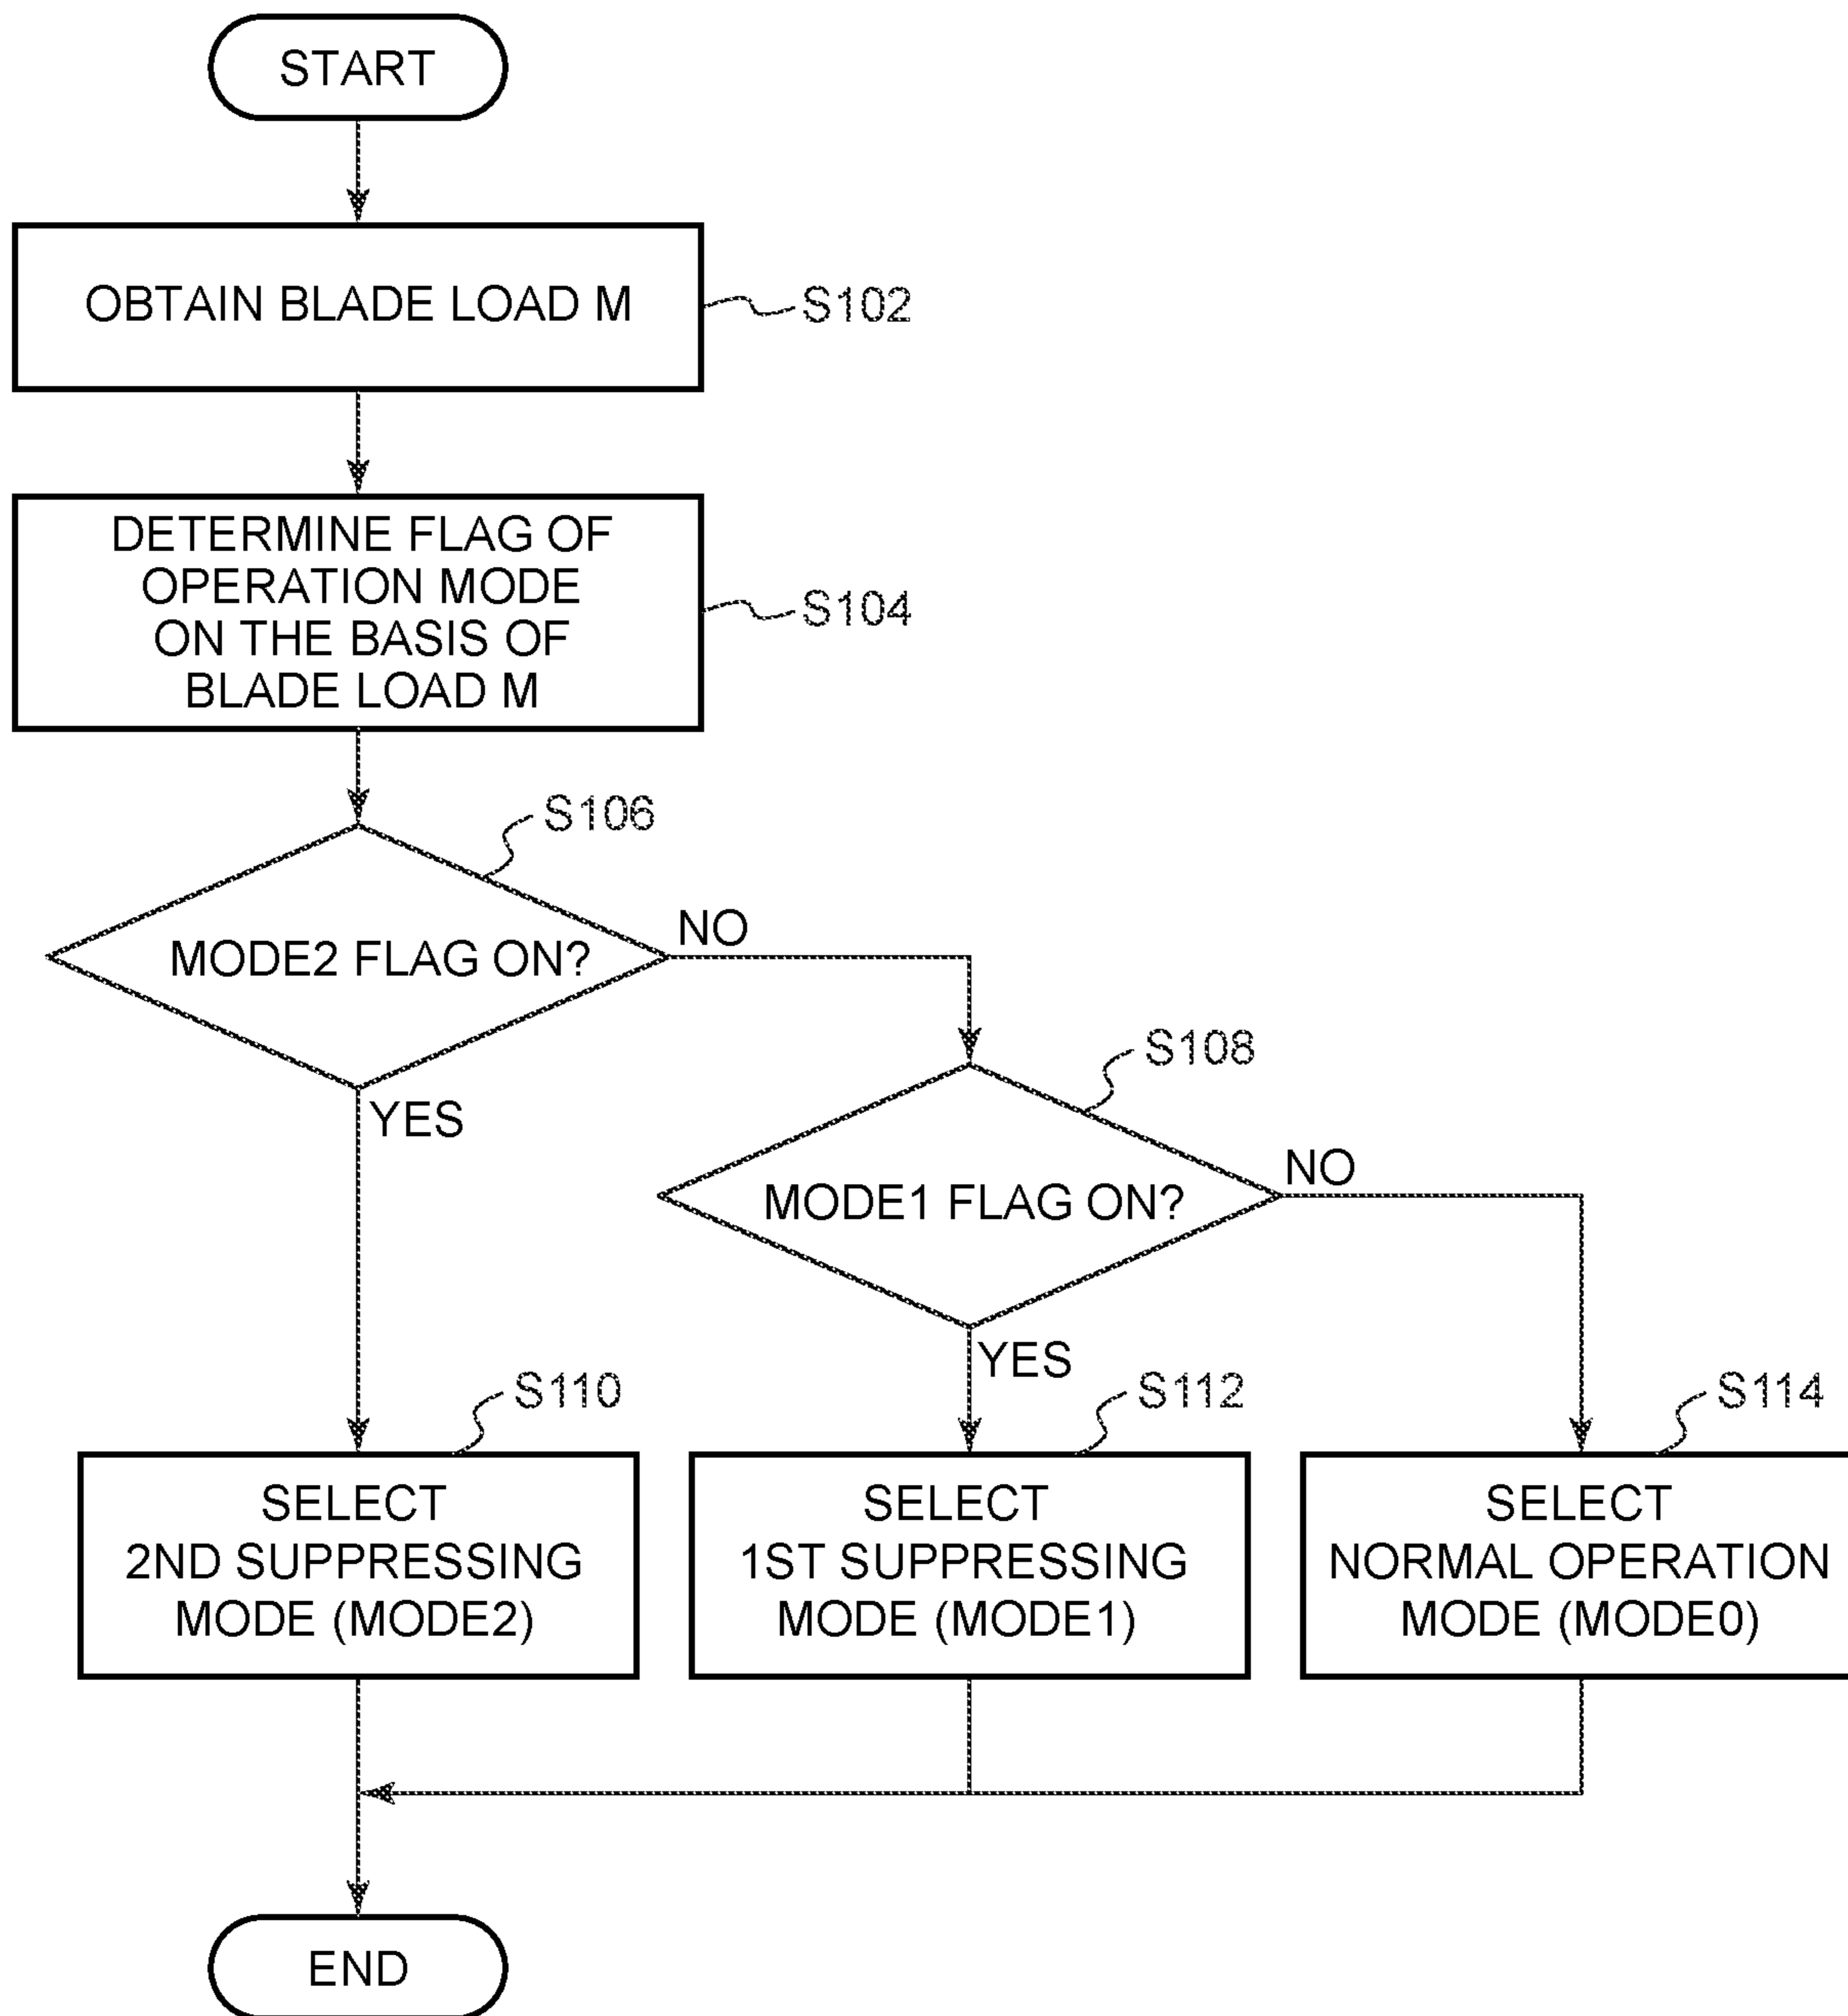 START
OBTAIN BLADE LOAD M
S102
DETERMINE FLAG OF
OPERATION MODE
ON THE BASIS OF
BLADE LOAD M
S104
S106
MODE2 FLAG ON?
NO
YES
S108
MODE1 FLAG ON?
NO
YES
S110
SELECT
2ND SUPPRESSING
MODE (MODE2)
S112
SELECT
1ST SUPPRESSING
MODE (MODE1)
S114
SELECT
NORMAL OPERATION
MODE (MODE0)
END